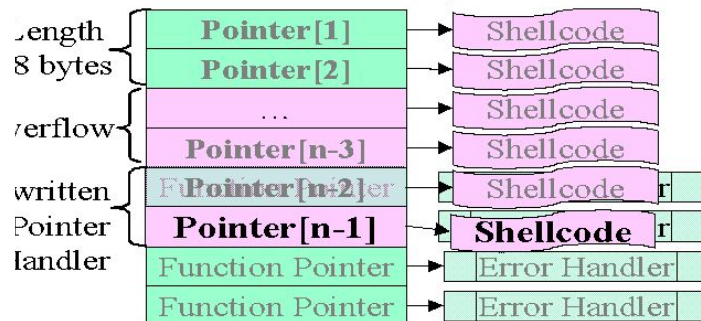 Length
8 bytes
verflow
written
Pointer
Handler
Pointer[1]
Pointer[2]
...
Pointer[n-3]
Pointer[n-2]
Pointer[n-1]
Function Pointer
Function Pointer
Shellcode
Shellcode
Shellcode
Shellcode
Shellcode
r
Shellcode
r
Error Handler
Error Handler